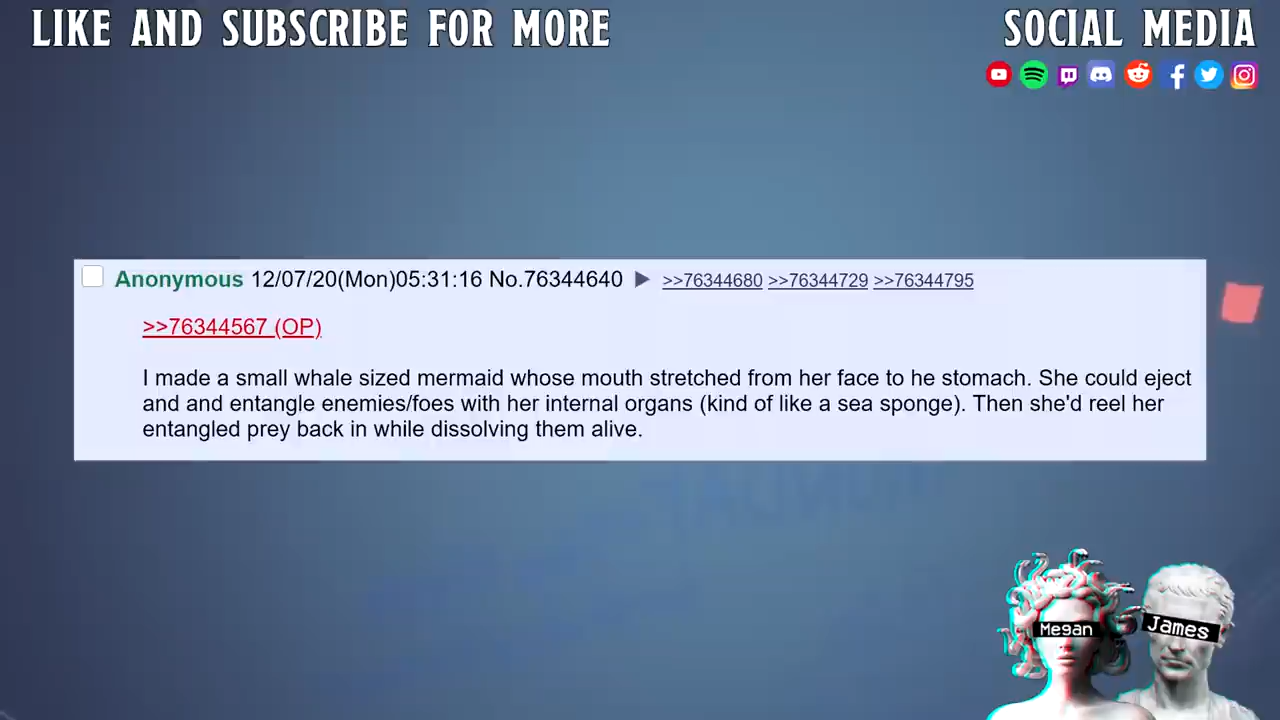 LIKE AND SUBSCRIBE FOR MORE
SOCIAL MEDIA
Anonymous 12/07/20(Mon)05:31:16 No.76344640 ▶ >>76344680 >>76344729 >>76344795
>>76344567 (OP)
I made a small whale sized mermaid whose mouth stretched from her face to he stomach. She could eject
and and entangle enemies/foes with her internal organs (kind of like a sea sponge). Then she'd reel her
entangled prey back in while dissolving them alive.
Megan
James